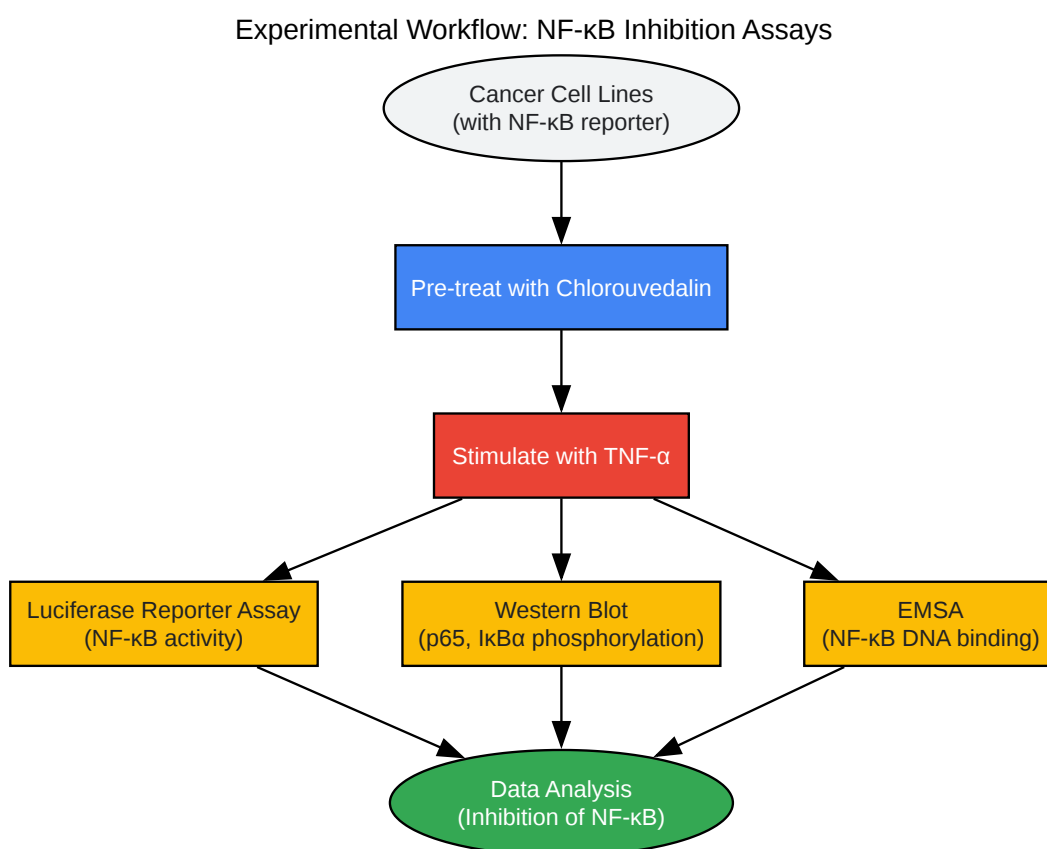 Experimental Workflow: NF-κB Inhibition Assays
Cancer Cell Lines
(with NF-κB reporter)
Pre-treat with Chlorouvedalin
Stimulate with TNF-α
Luciferase Reporter Assay
(NF-κB activity)
Western Blot
(p65, IκBα phosphorylation)
EMSA
(NF-κB DNA binding)
Data Analysis
(Inhibition of NF-κB)